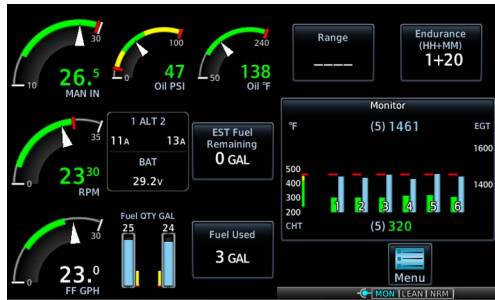 30
10
26.5
MAN IN
100
0
47
Oil PSI
240
50
138
Oil °F
Range
____
Endurance
(HH+MM)
1+20
35
0
2330
RPM
1 ALT 2
11A 13A
BAT
29.2V
EST Fuel
Remaining
0 GAL
Monitor
°F (5) 1461 EGT
1600
1400
500
400
300
200
1 2 3 4 5 6
CHT (5) 320
30
0
23.0
FF GPH
Fuel QTY GAL
25 24
Fuel Used
3 GAL
Menu
MON LEAN NRM